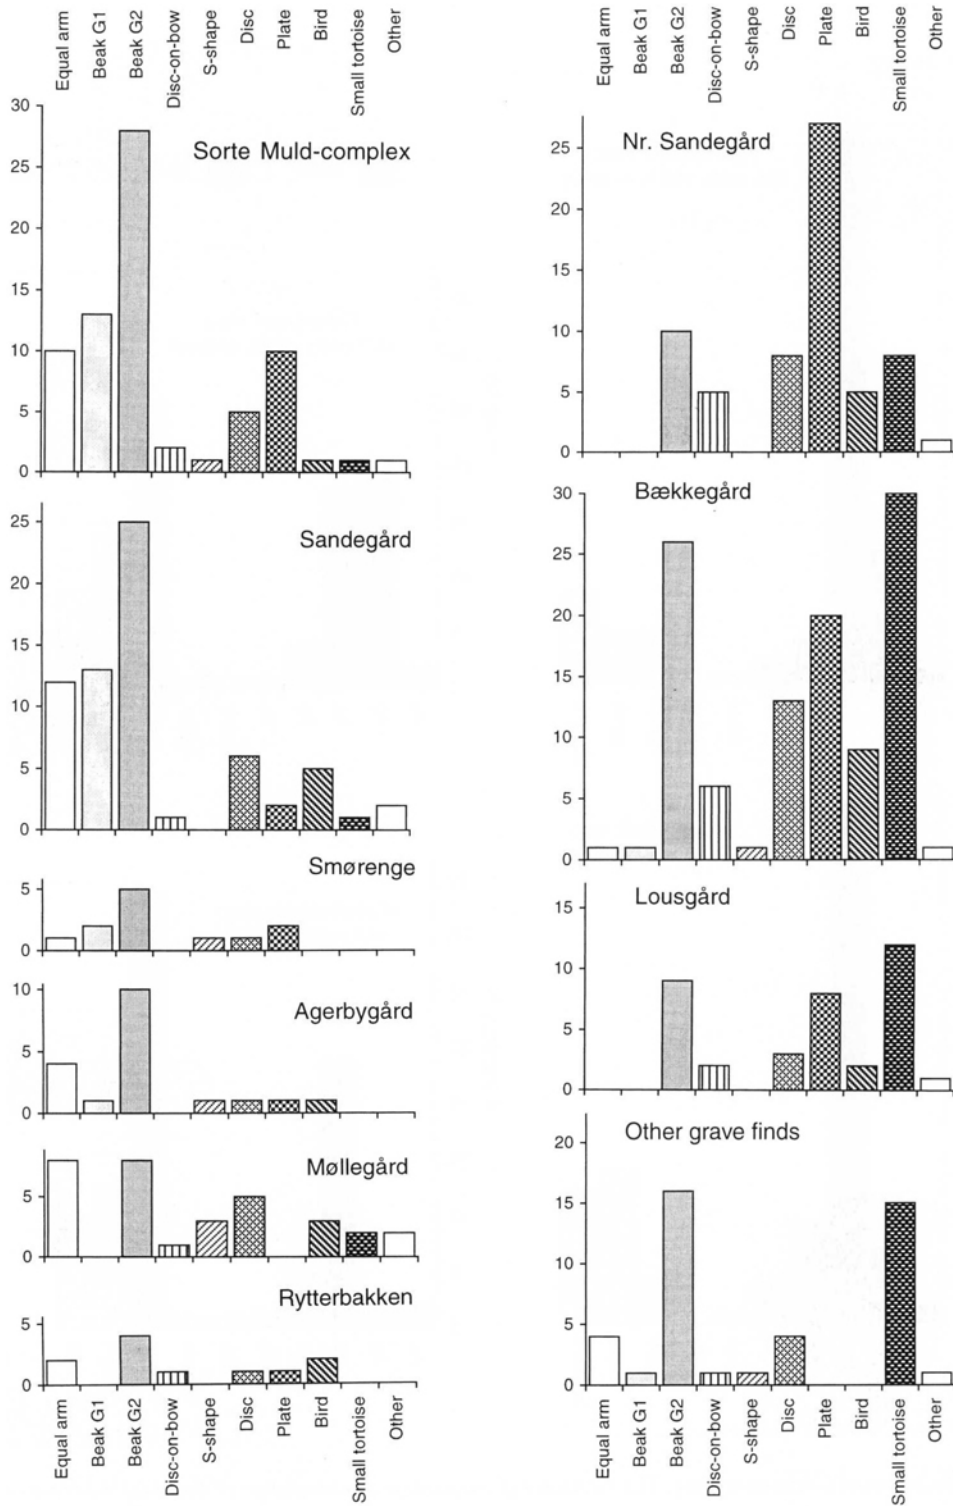 Equal arm
Beak G1
Beak G2
Disc-on-bow
S-shape
Disc
Plate
Bird
Small tortoise
Other
30
25
20
15
10
5
0
Sorte Muld-complex
25
20
15
10
5
0
Sandegård
5
0
Smørenge
10
5
0
Agerbygård
5
0
Møllegård
5
0
Rytterbakken
Equal arm
Beak G1
Beak G2
Disc-on-bow
S-shape
Disc
Plate
Bird
Small tortoise
Other
Equal arm
Beak G1
Beak G2
Disc-on-bow
S-shape
Disc
Plate
Bird
Small tortoise
Other
25
20
15
10
5
0
Nr. Sandegård
30
25
20
15
10
5
0
Bækkegård
15
10
5
0
Lousgård
20
15
10
5
0
Other grave finds
Equal arm
Beak G1
Beak G2
Disc-on-bow
S-shape
Disc
Plate
Bird
Small tortoise
Other